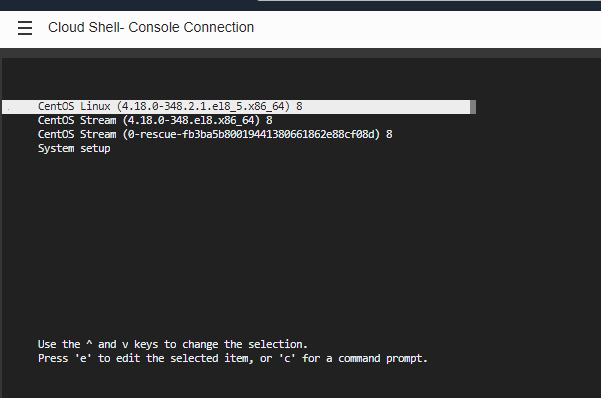 Cloud Shell- Console Connection
CentOS Linux (4.18.0-348.2.1.el8_5.x86_64) 8
CentOS Stream (4.18.0-348.el8.x86_64) 8
CentOS Stream (0-rescue-fb3ba5b80019441380661862e88cf08d) 8
System setup
Use the ^ and v keys to change the selection.
Press 'e' to edit the selected item, or 'c' for a command prompt.